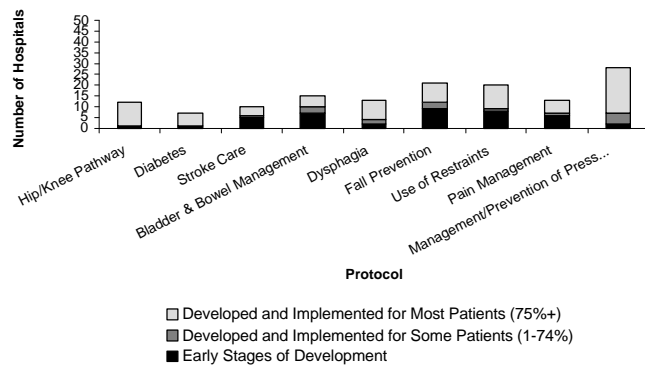 Number of Hospitals
50
45
40
35
30
25
20
15
10
5
0
Hip/Knee Pathway
Diabetes
Stroke Care
Bladder & Bowel Management
Dysphagia
Fall Prevention
Use of Restraints
Pain Management
Management/Prevention of Press...
Protocol
Developed and Implemented for Most Patients (75%+)
Developed and Implemented for Some Patients (1-74%)
Early Stages of Development